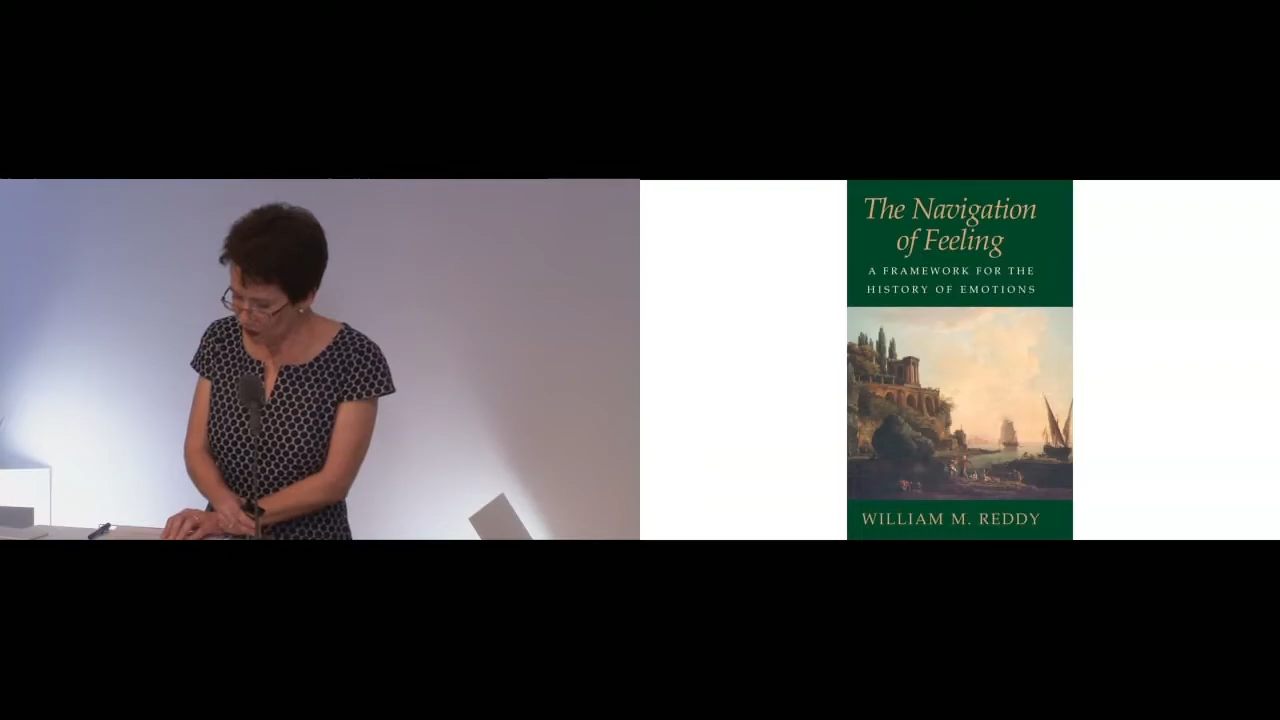 The Navigation
of Feeling
A FRAMEWORK FOR THE
HISTORY OF EMOTIONS
WILLIAM M. REDDY